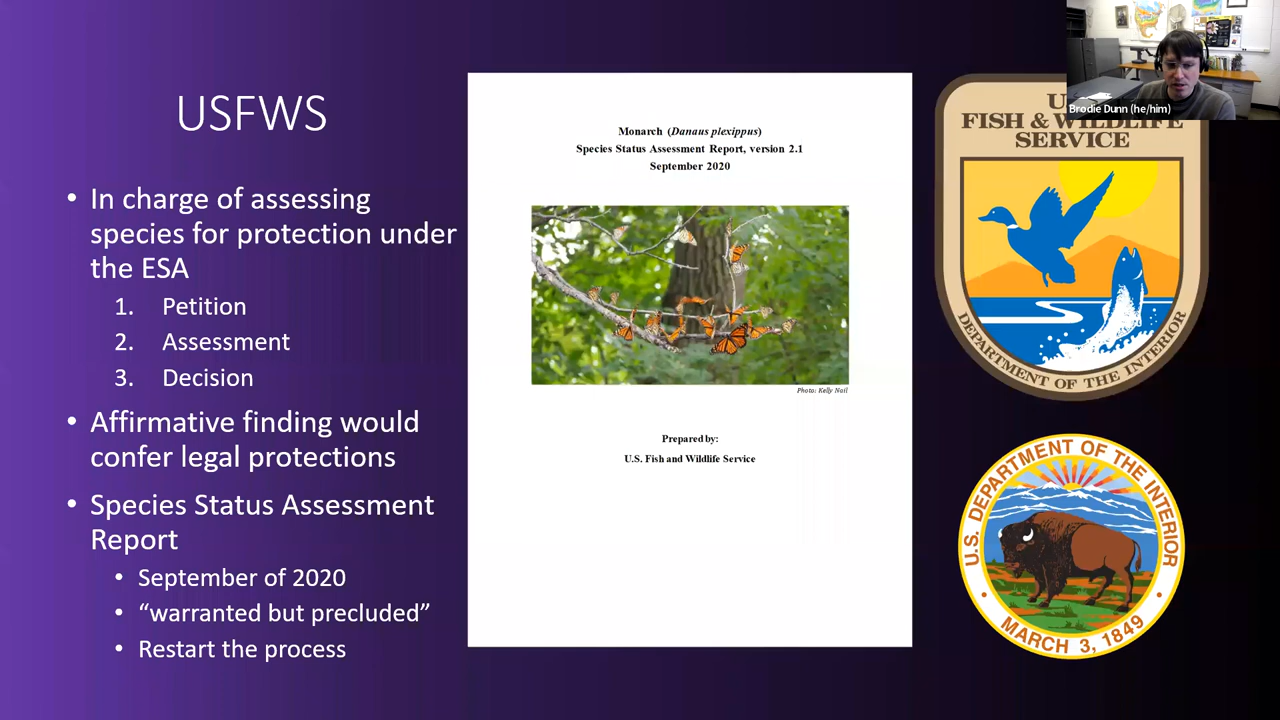 USFWS
• In charge of assessing
species for protection under
the ESA
1. Petition
2. Assessment
3. Decision
• Affirmative finding would
confer legal protections
• Species Status Assessment
Report
• September of 2020
• “warranted but precluded”
• Restart the process
Monarch (Danaus plexippus)
Species Status Assessment Report, version 2.1
September 2020
Photo: Kelly Nail
Prepared by:
U.S. Fish and Wildlife Service
Brodie Dunn (he/him)
FISH & WILDLIFE
SERVICE
DEPARTMENT OF THE INTERIOR
U.S. DEPARTMENT OF THE INTERIOR
MARCH 3, 1849